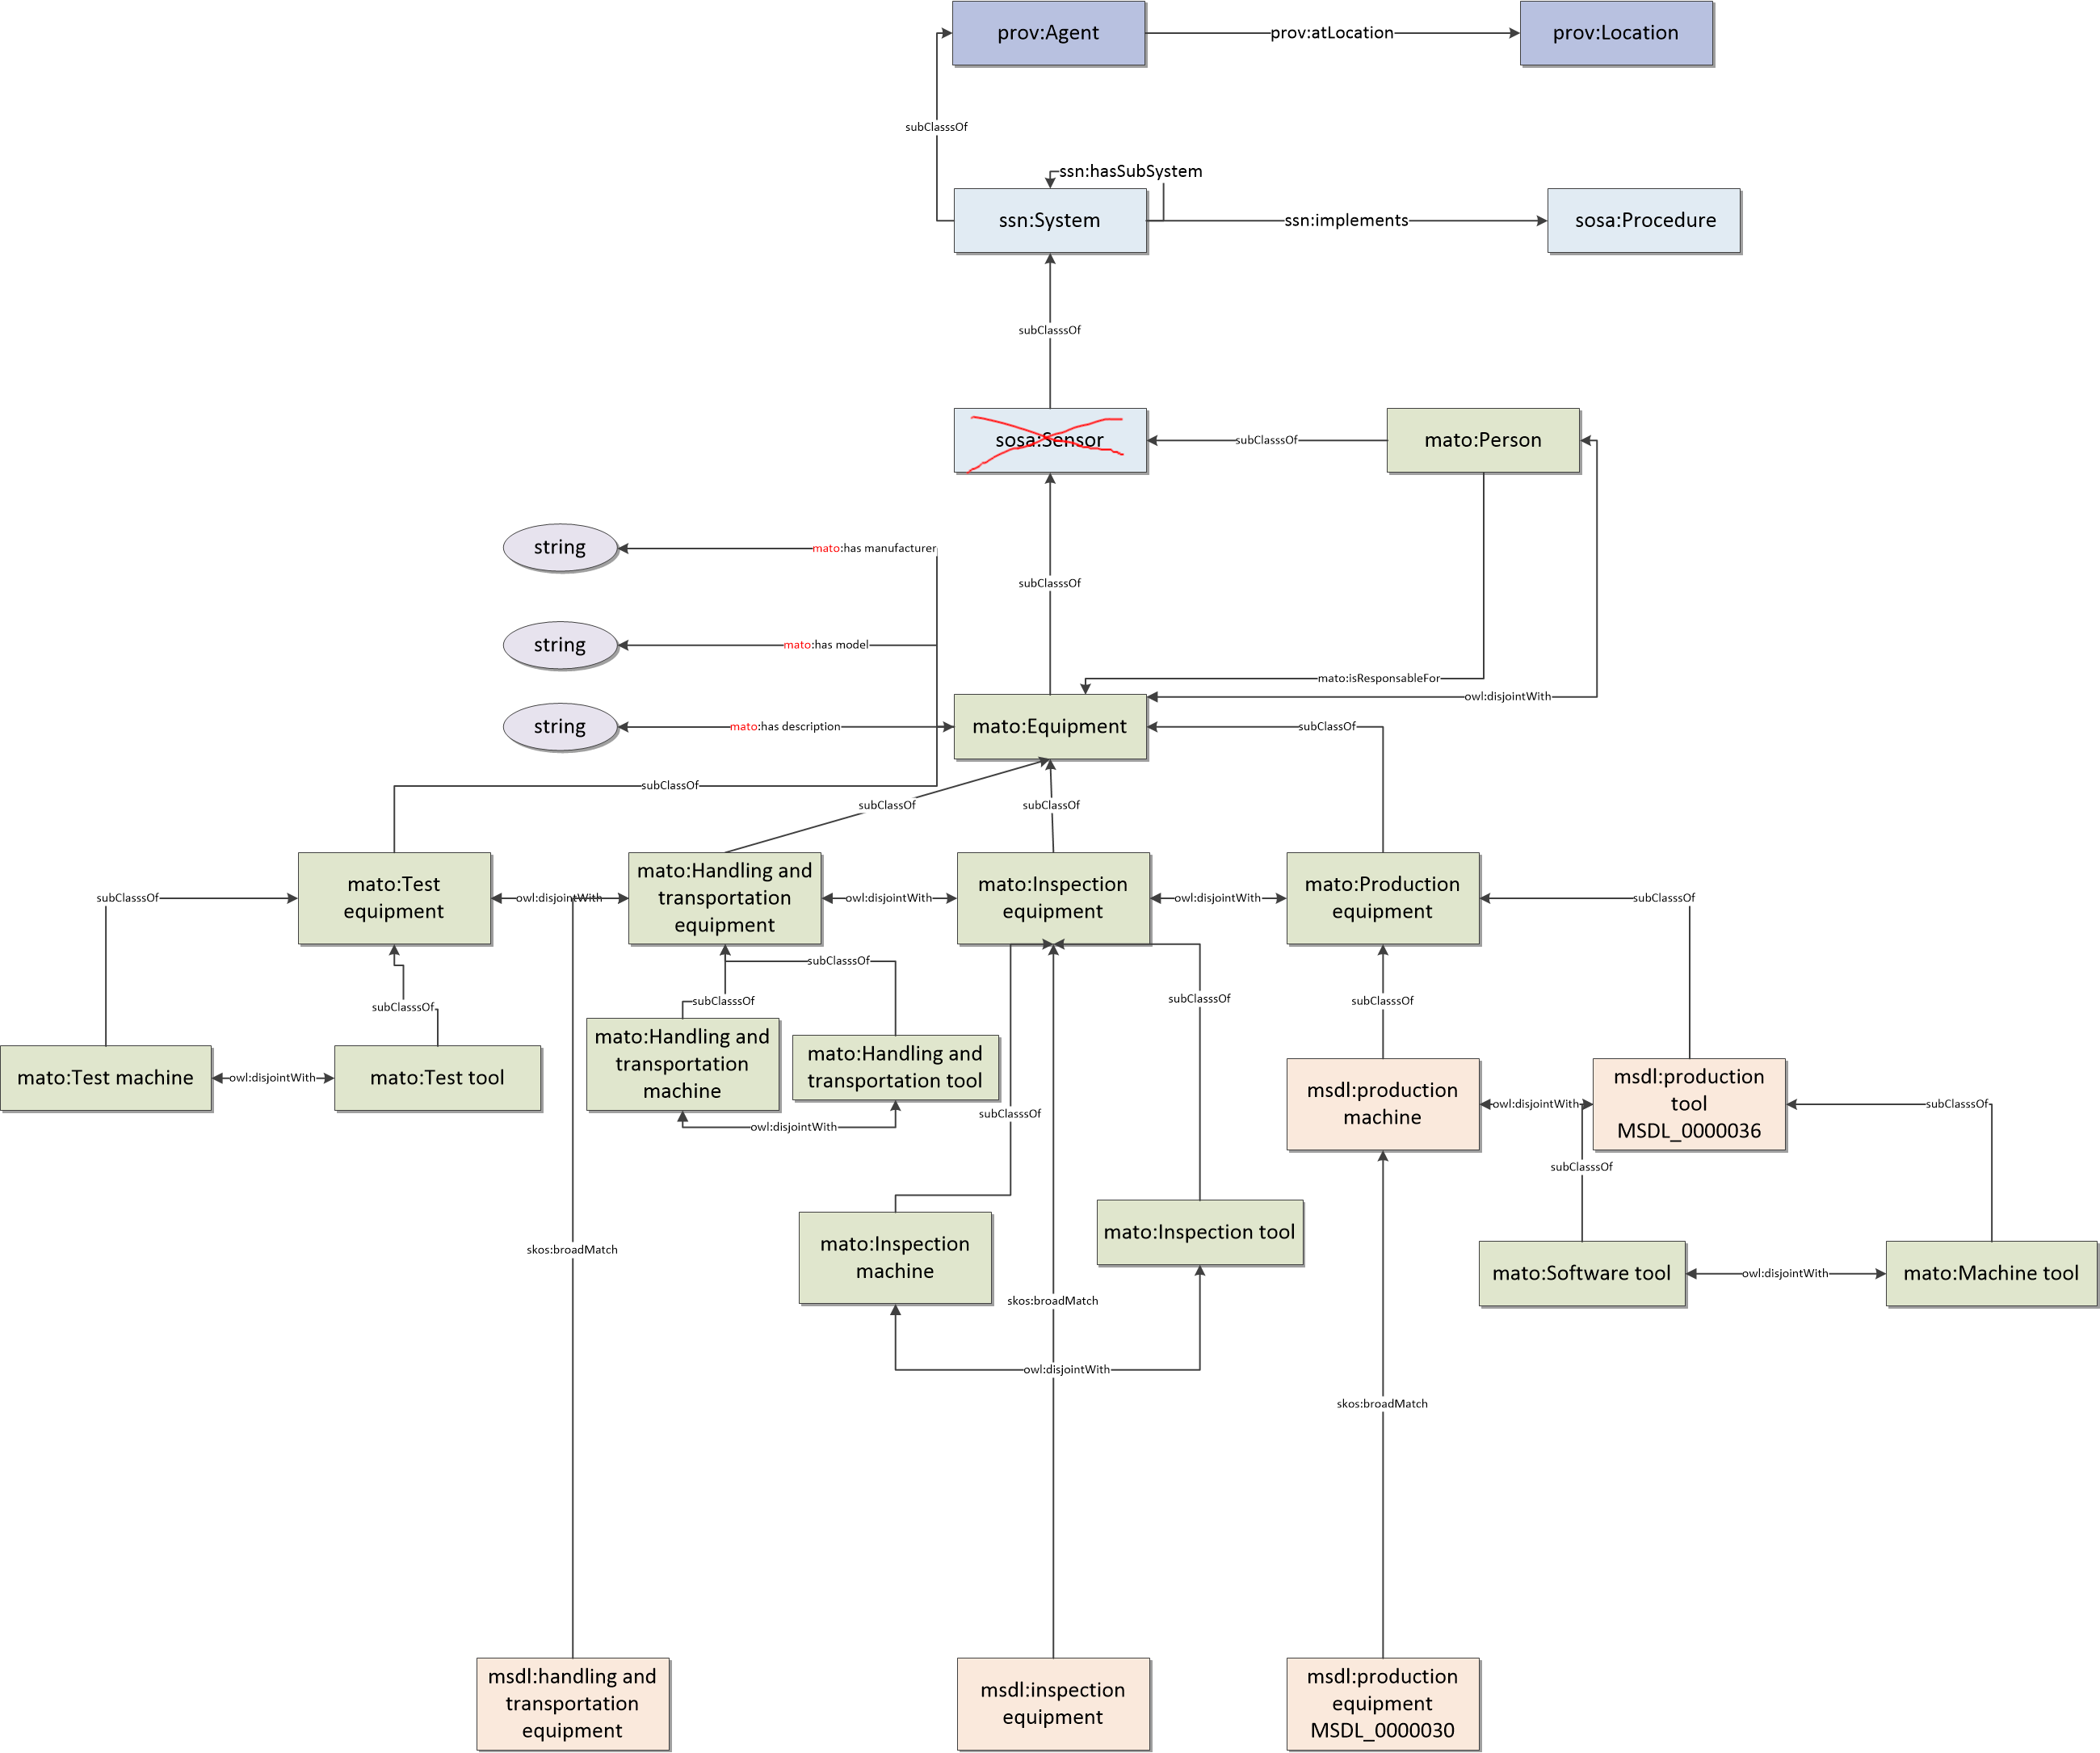 prov:Agent
prov:atLocation
prov:Location
subClasssOf
ssn:hasSubSystem
ssn:System
ssn:implements
sosa:Procedure
subClasssOf
sosa:Sensor
subClasssOf
mato:Person
string
mato:has manufacturer
subClasssOf
string
mato:has model
mato:isResponsableFor
owl:disjointWith
string
mato:has description
mato:Equipment
subClassOf
subClassOf
subClassOf
subClassOf
mato:Test
equipment
mato:Handling and
transportation
equipment
mato:Inspection
equipment
mato:Production
equipment
subClasssOf
owl:disjointWith
owl:disjointWith
owl:disjointWith
subClasssOf
subClasssOf
subClasssOf
subClasssOf
subClasssOf
subClasssOf
mato:Test machine
owl:disjointWith
mato:Test tool
mato:Handling and
transportation
machine
mato:Handling and
transportation tool
owl:disjointWith
subClasssOf
msdl:production
machine
owl:disjointWith
msdl:production
tool
MSDL_0000036
subClasssOf
subClasssOf
mato:Inspection
machine
mato:Inspection tool
mato:Software tool
owl:disjointWith
mato:Machine tool
skos:broadMatch
skos:broadMatch
owl:disjointWith
skos:broadMatch
msdl:handling and
transportation
equipment
msdl:inspection
equipment
msdl:production
equipment
MSDL_0000030